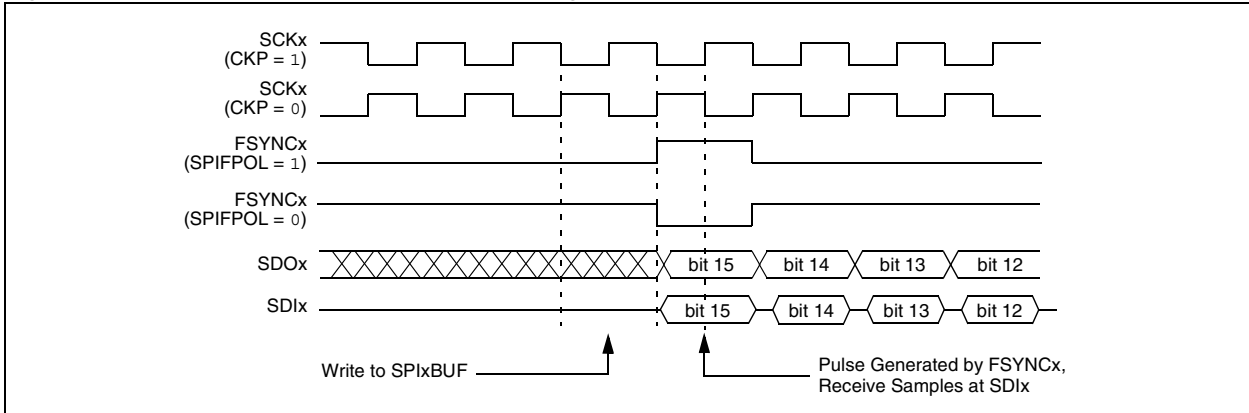 SCKx
(CKP = 1)
SCKx
(CKP = 0)
FSYNCx
(SPIFPOL = 1)
FSYNCx
(SPIFPOL = 0)
SDOx bit 15 bit 14 bit 13 bit 12
SDIx bit 15 bit 14 bit 13 bit 12
Write to SPIxBUF
Pulse Generated by FSYNCx,
Receive Samples at SDIx